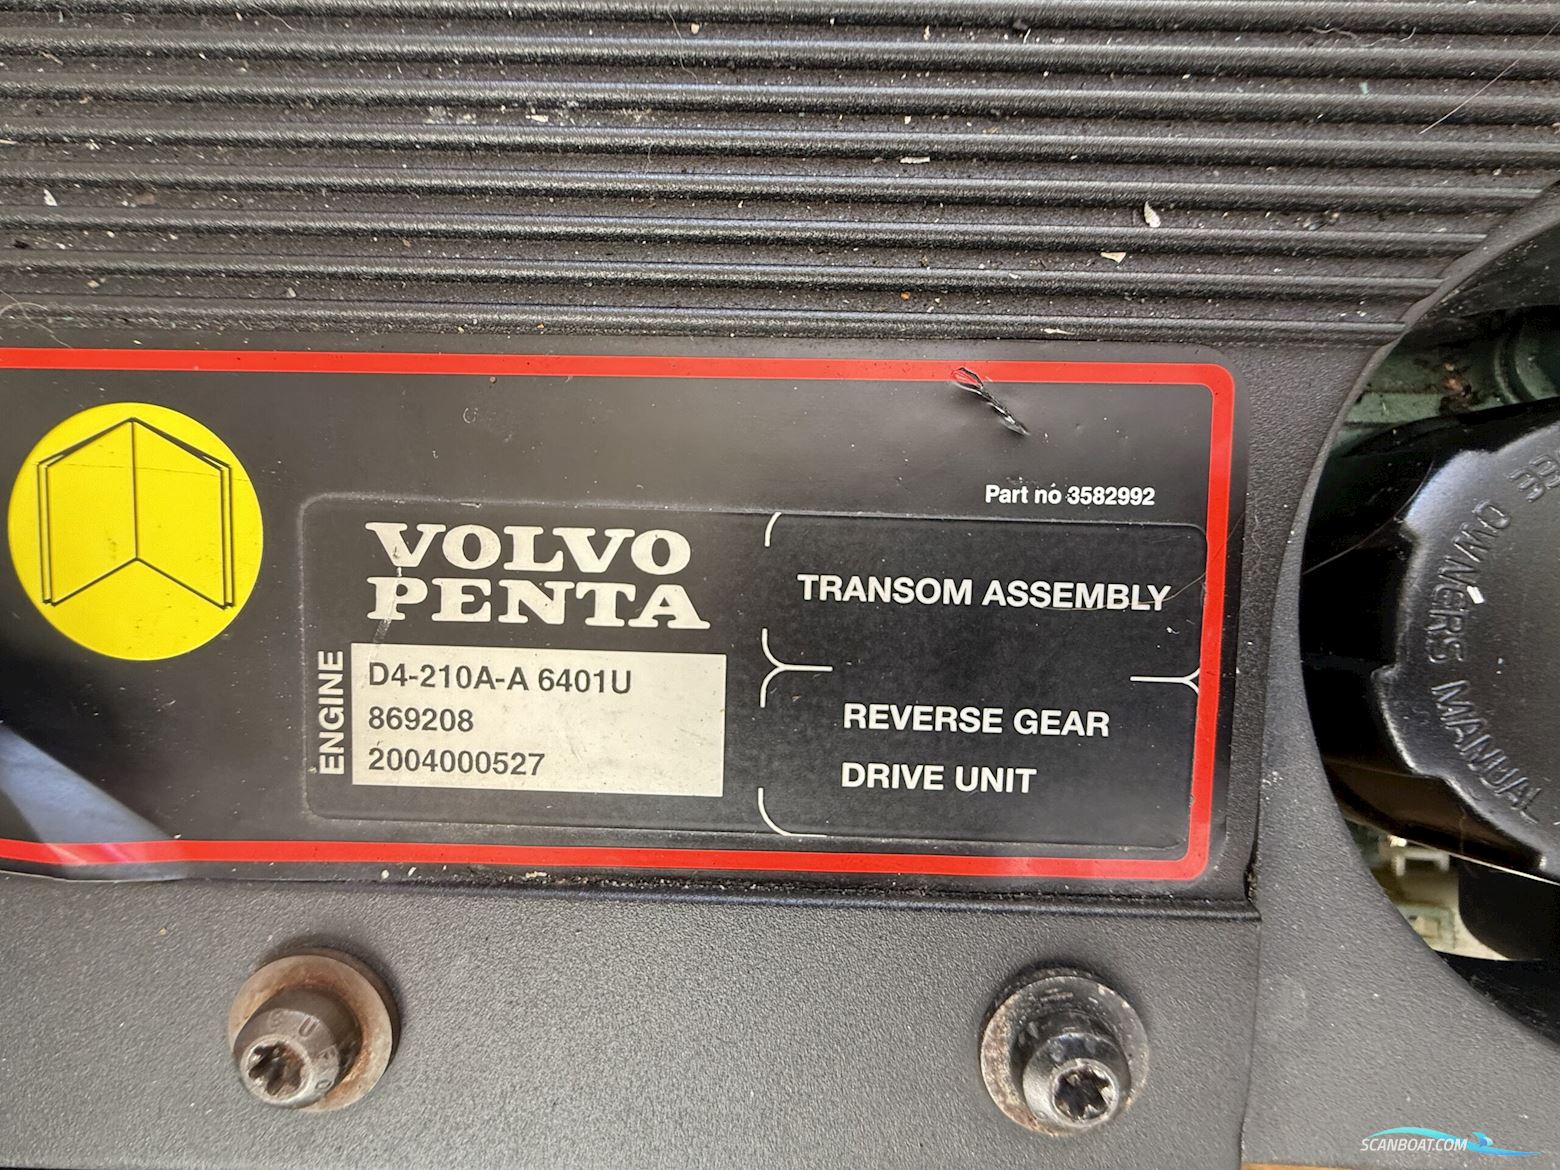 Part no 3582992
VOLVO
PENTA
ENGINE
D4-210A-A 6401U
869208
2004000527
TRANSOM ASSEMBLY
REVERSE GEAR
DRIVE UNIT
OWNERS MANUAL
SCANBOAT.COM